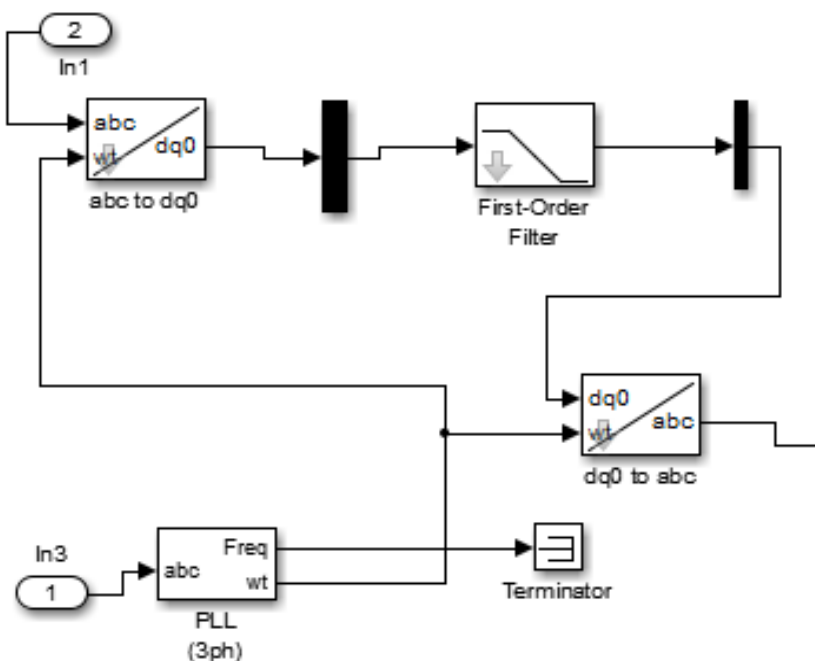 2
In1
abc
wt
dq0
abc to dq0
First-Order
Filter
dq0
wt
abc
dq0 to abc
In3
1
abc
Freq
wt
PLL
(3ph)
Terminator